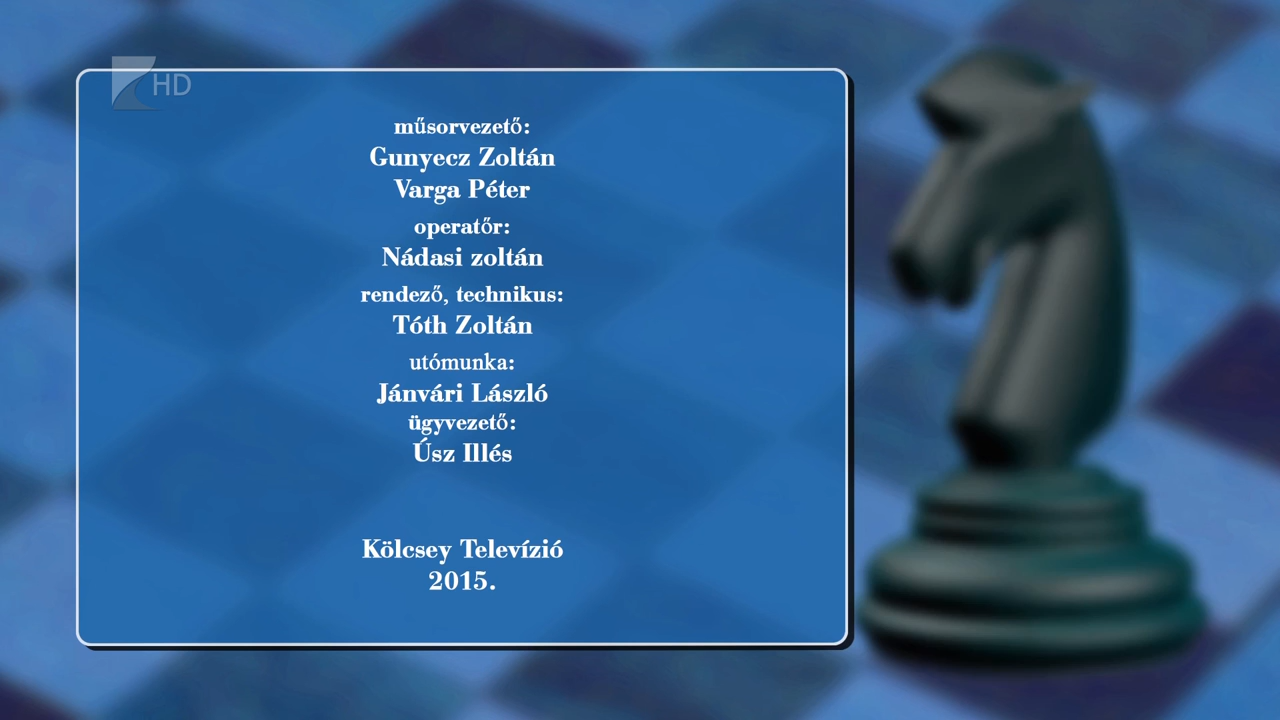 HD
műsorvezető:
Gunyecz Zoltán
Varga Péter
operatőr:
Nádasi zoltán
rendező, technikus:
Tóth Zoltán
utómunka:
Jánvári László
ügyvezető:
Úsz Illés
Kölcsey Televízió
2015.